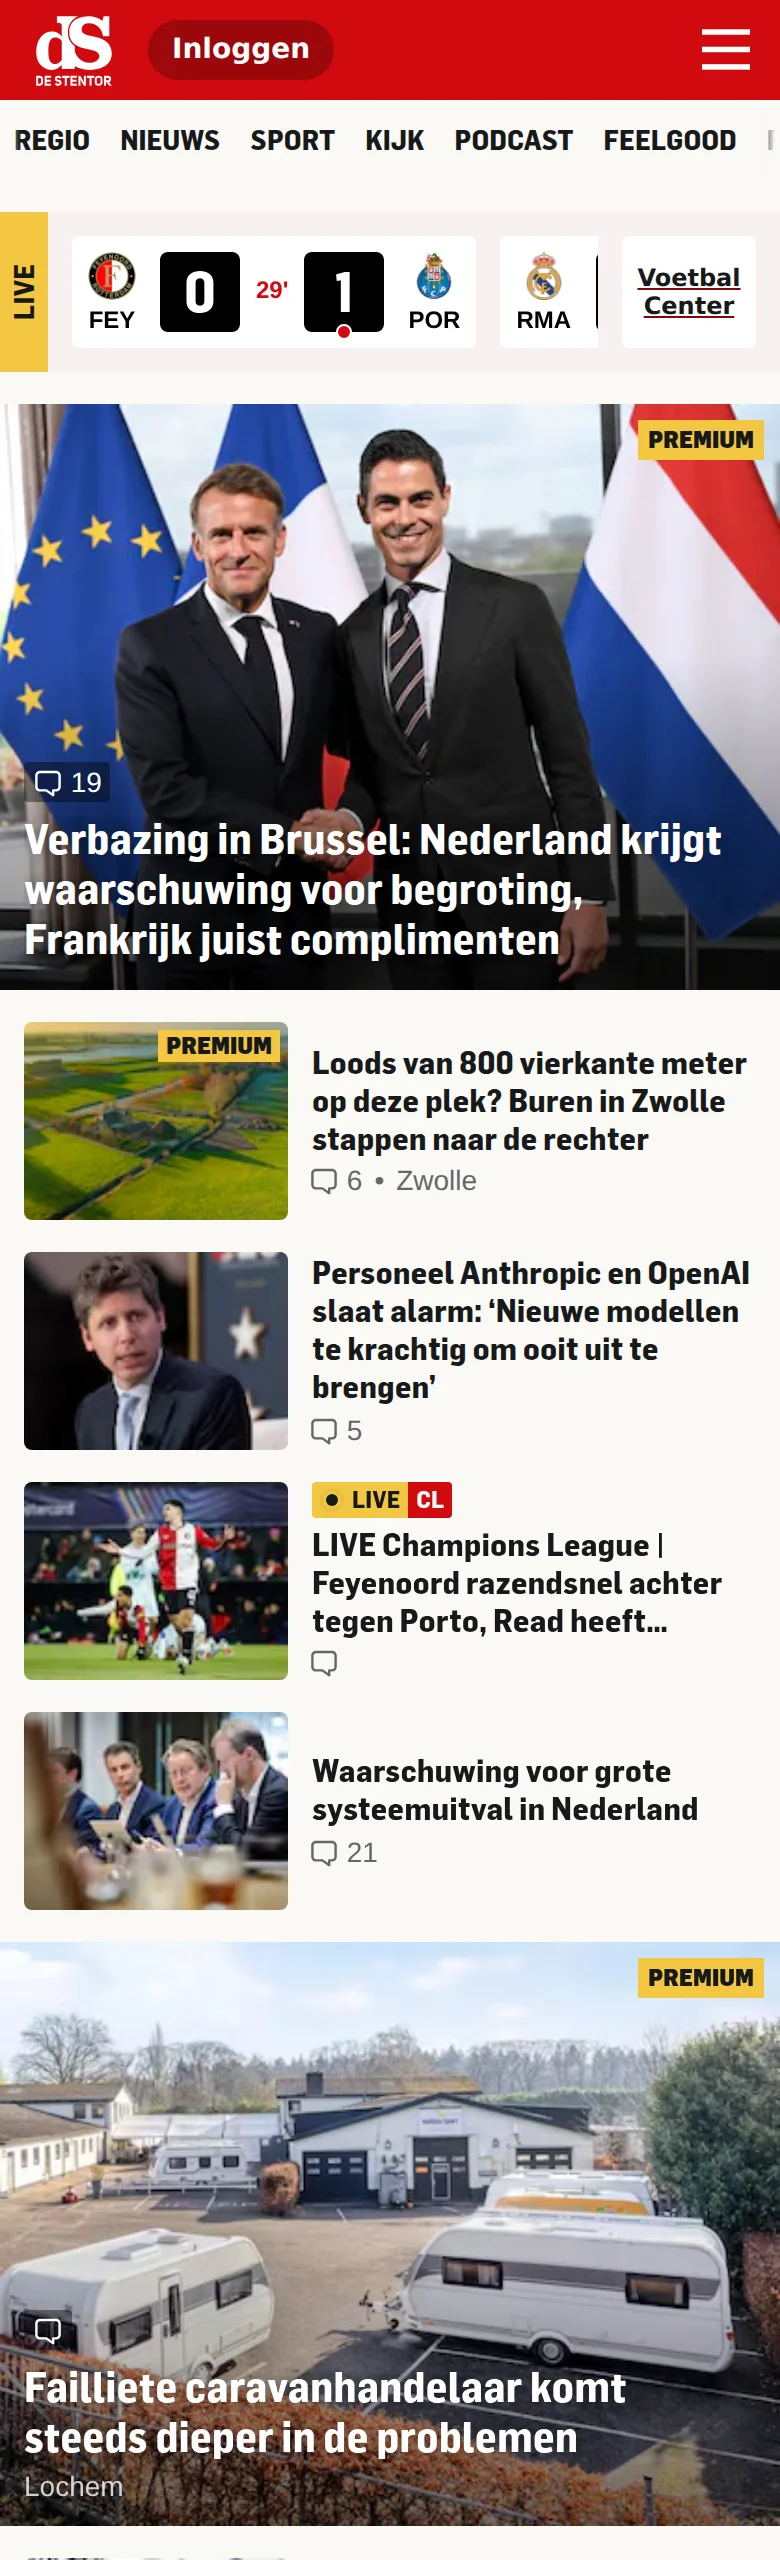 dS
DE STENTOR
Inloggen
REGIO NIEUWS SPORT KIJK PODCAST FEELGOOD
LIVE
FEY
0
29'
1
POR
RMA
Voetbal
Center
PREMIUM
19
Verbazing in Brussel: Nederland krijgt
waarschuwing voor begroting,
Frankrijk juist complimenten
PREMIUM
Loods van 800 vierkante meter
op deze plek? Buren in Zwolle
stappen naar de rechter
6 • Zwolle
Personeel Anthropic en OpenAI
slaat alarm: ‘Nieuwe modellen
te krachtig om ooit uit te
brengen’
5
LIVE CL
LIVE Champions League |
Feyenoord razendsnel achter
tegen Porto, Read heeft...
Waarschuwing voor grote
systeemuitval in Nederland
21
PREMIUM
Failliete caravanhandelaar komt
steeds dieper in de problemen
Lochem